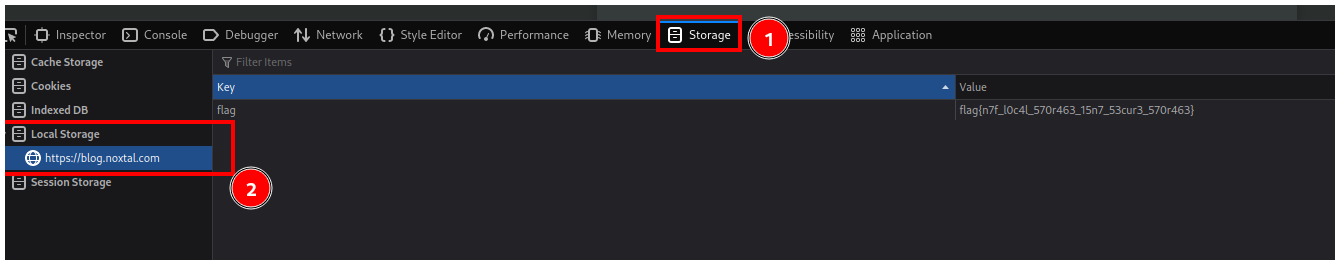 Inspector Console Debugger Network Style Editor Performance Memory Storage 1 essibility Application
Cache Storage Filter Items
Cookies Key Value
Indexed DB flag flag{n7f_l0c4l_570r463_15n7_53cur3_570r463}
Local Storage
https://blog.noxtal.com
Session Storage 2